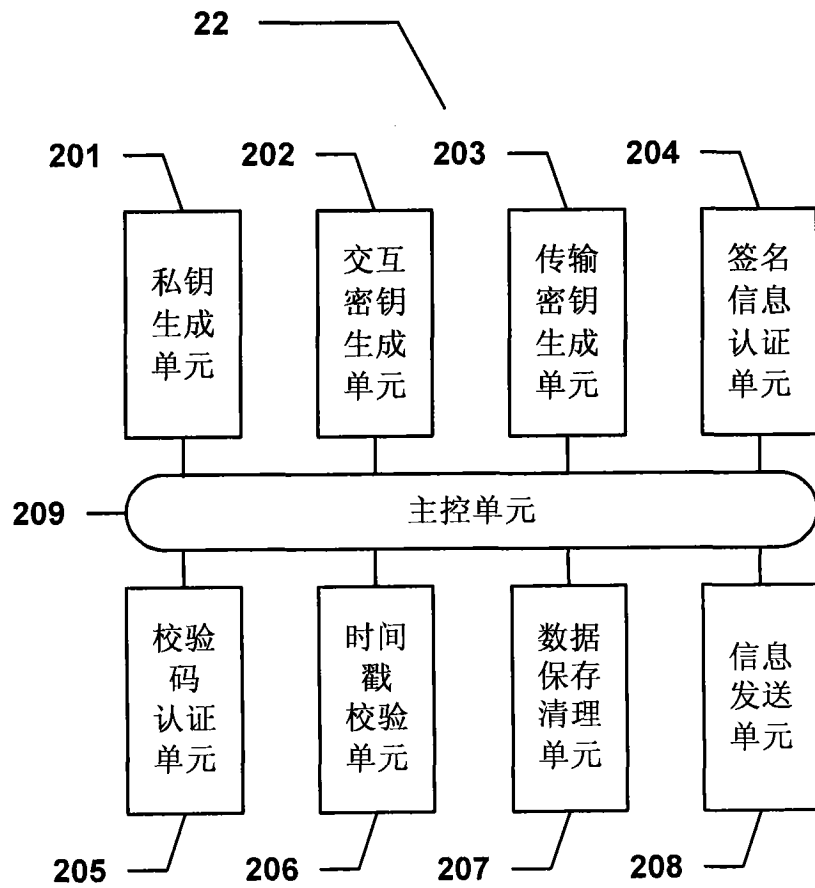 22
201
202
203
204
私钥
生成
单元
交互
密钥
生成
单元
传输
密钥
生成
单元
签名
信息
认证
单元
209
主控单元
校验
码
认证
单元
时间
戳
校验
单元
数据
保存
清理
单元
信息
发送
单元
205
206
207
208